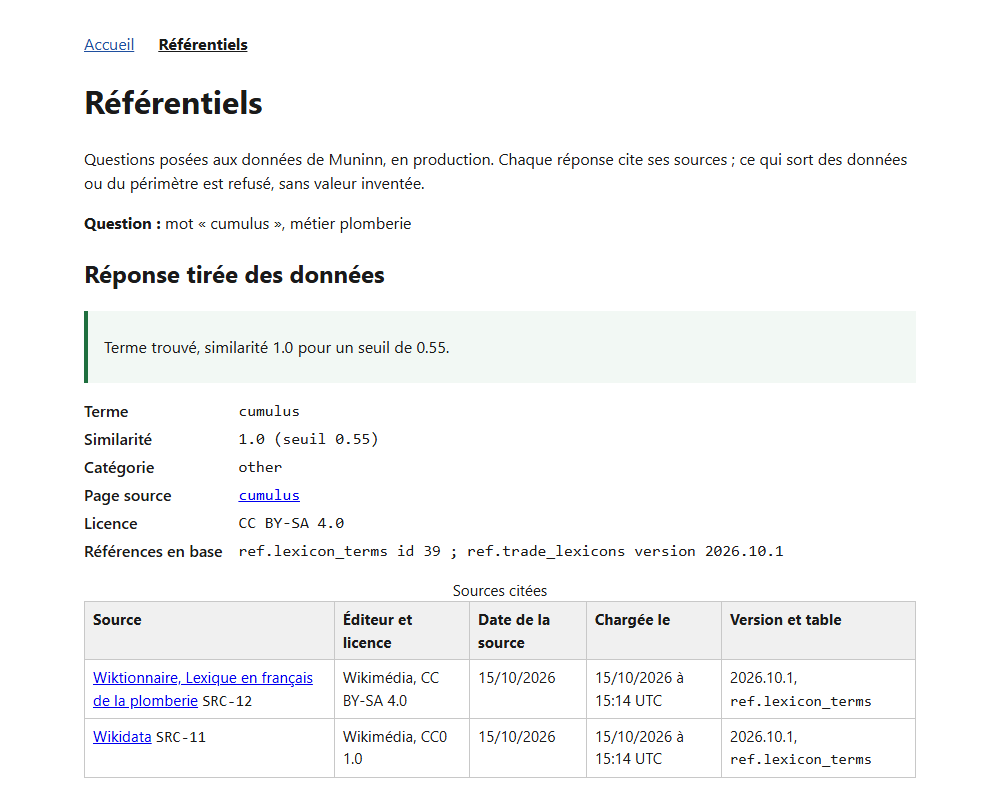 Accueil Référentiels
Référentiels
Questions posées aux données de Muninn, en production. Chaque réponse cite ses sources ; ce qui sort des données
ou du périmètre est refusé, sans valeur inventée.
Question : mot « cumulus », métier plomberie
Réponse tirée des données
Terme trouvé, similarité 1.0 pour un seuil de 0.55.
Terme cumulus
Similarité 1.0 (seuil 0.55)
Catégorie other
Page source cumulus
Licence CC BY-SA 4.0
Références en base ref.lexicon_terms id 39 ; ref.trade_lexicons version 2026.10.1
Sources citées
Source Éditeur et licence Date de la source Chargée le Version et table
Wiktionnaire, Lexique en français de la plomberie SRC-12 Wikimédia, CC BY-SA 4.0 15/10/2026 15/10/2026 à 15:14 UTC 2026.10.1, ref.lexicon_terms
Wikidata SRC-11 Wikimédia, CC0 1.0 15/10/2026 15/10/2026 à 15:14 UTC 2026.10.1, ref.lexicon_terms